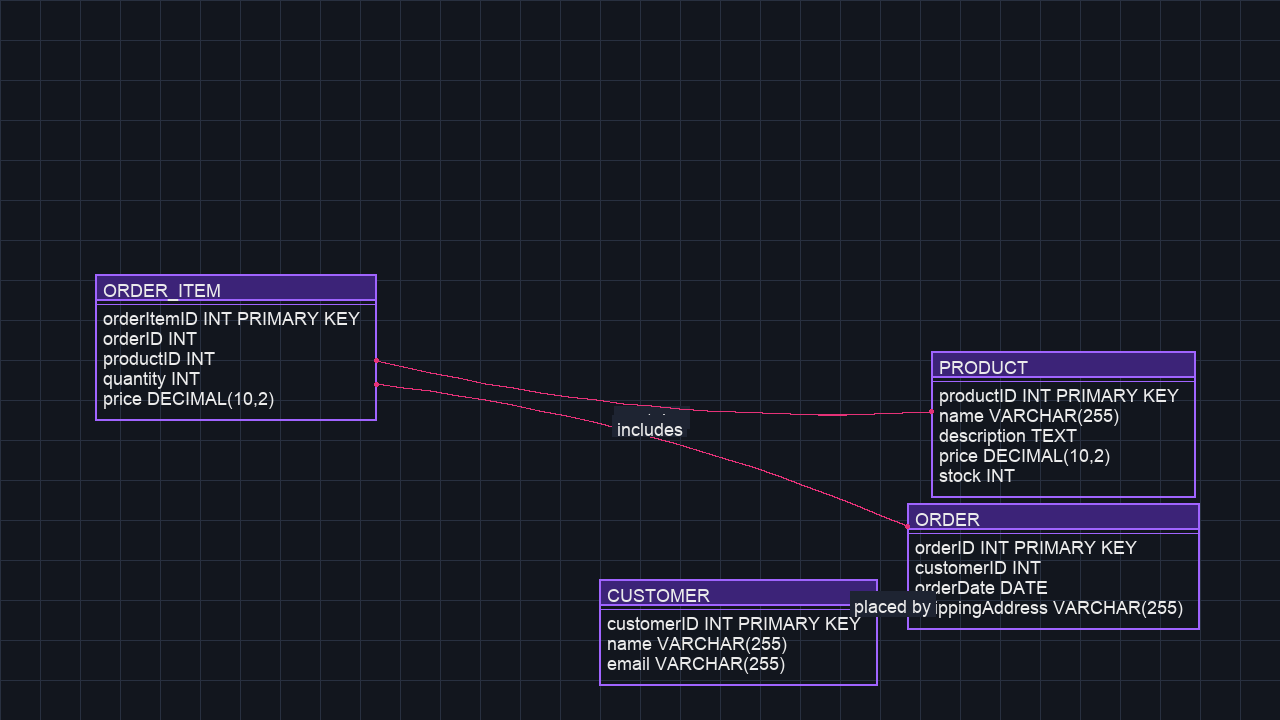 ORDER_ITEM
orderItemID INT PRIMARY KEY
orderID INT
productID INT
quantity INT
price DECIMAL(10,2)
includes
PRODUCT
productID INT PRIMARY KEY
name VARCHAR(255)
description TEXT
price DECIMAL(10,2)
stock INT
ORDER
orderID INT PRIMARY KEY
customerID INT
orderDate DATE
ippingAddress VARCHAR(255)
placed by
CUSTOMER
customerID INT PRIMARY KEY
name VARCHAR(255)
email VARCHAR(255)